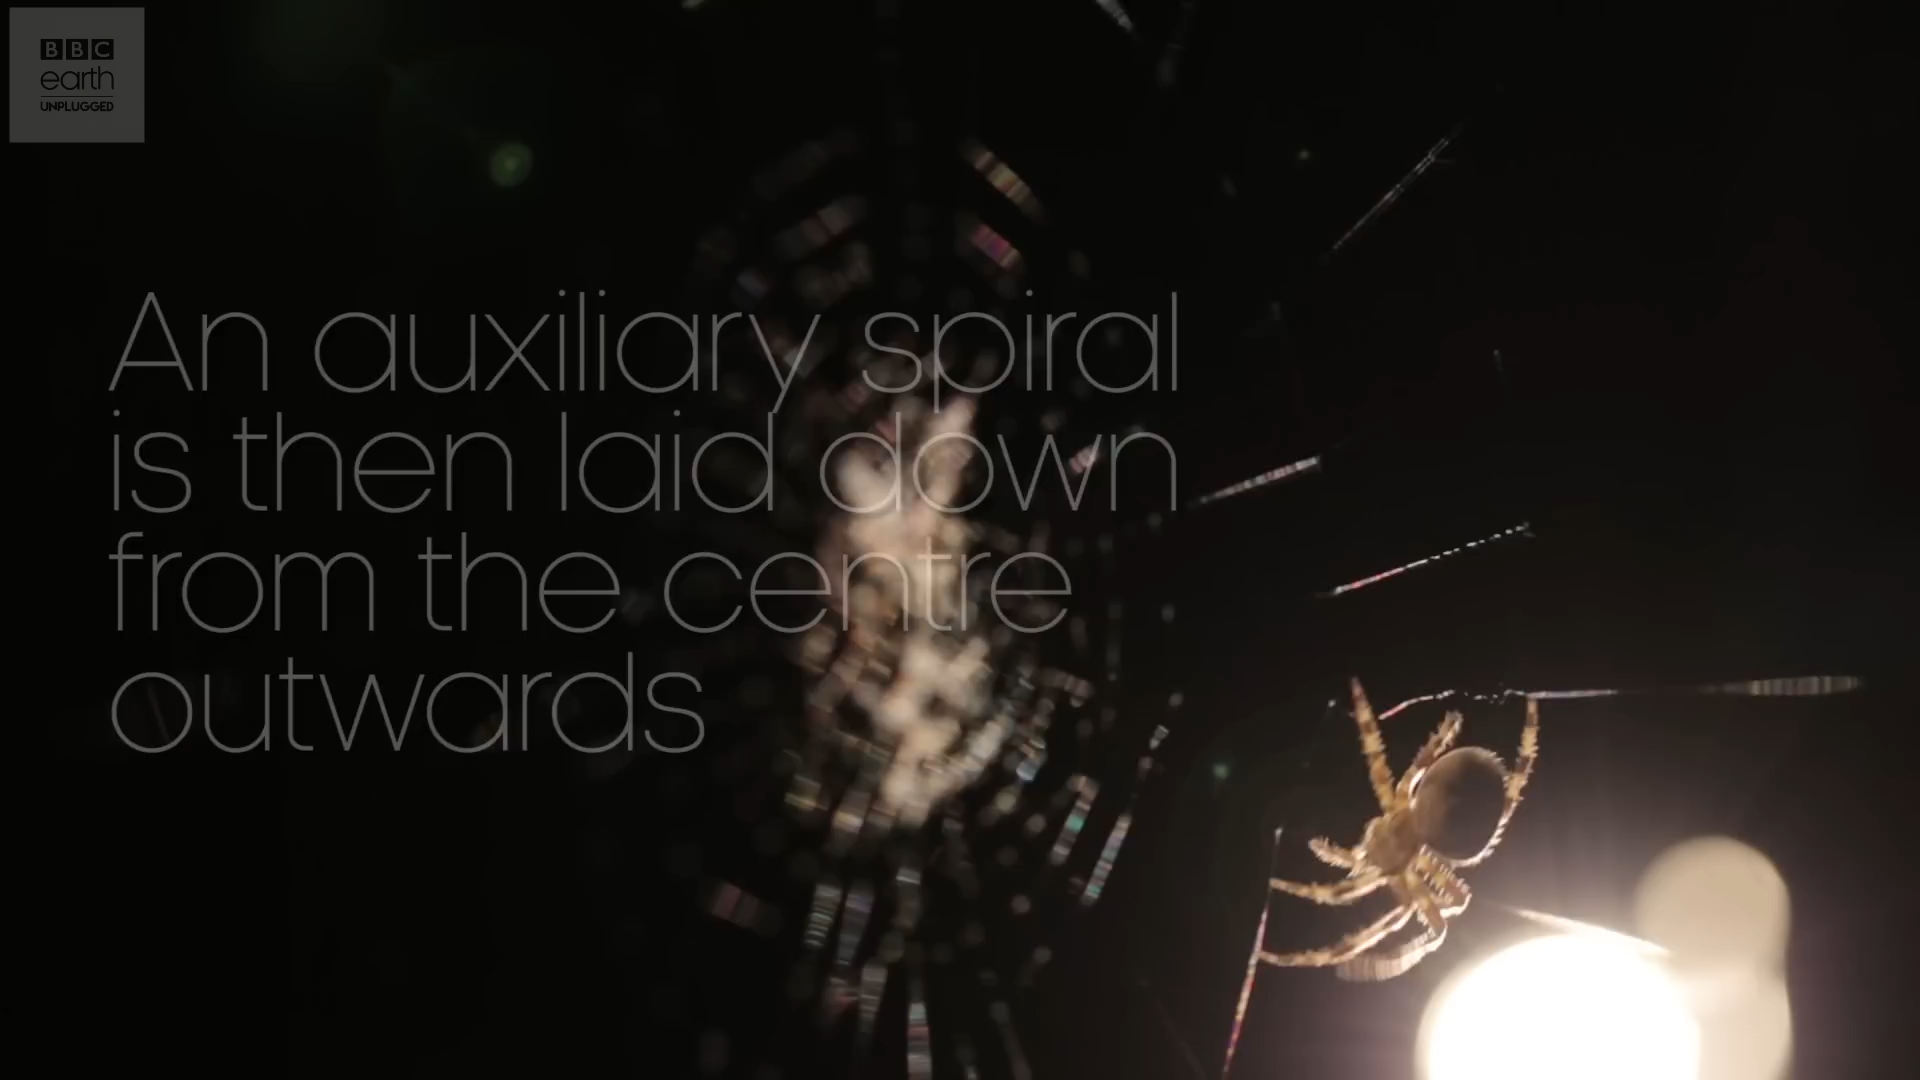 BBC
earth
UNPLUGGED
An auxiliary spiral
is then laid down
from the centre
outwards